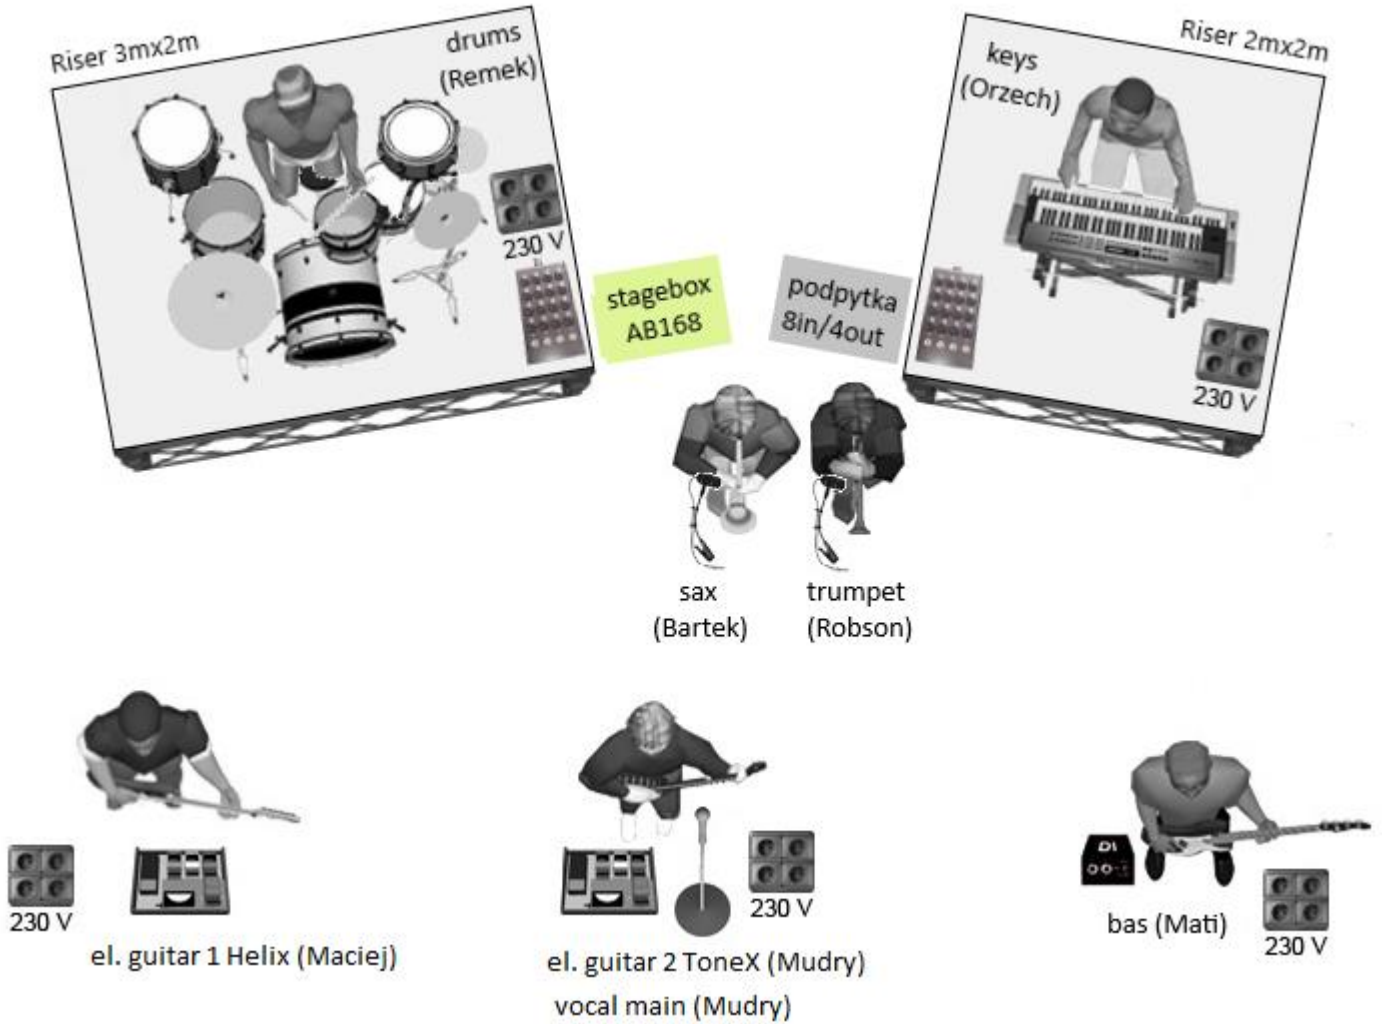 Riser 3mx2m
drums
(Remek)
230 V
stagebox
AB168
podpytka
8in/4out
Riser 2mx2m
keys
(Orzech)
230 V
sax
(Bartek)
trumpet
(Robson)
230 V
el. guitar 1 Helix (Maciej)
230 V
el. guitar 2 ToneX (Mudry)
vocal main (Mudry)
DI
bas (Mati)
230 V